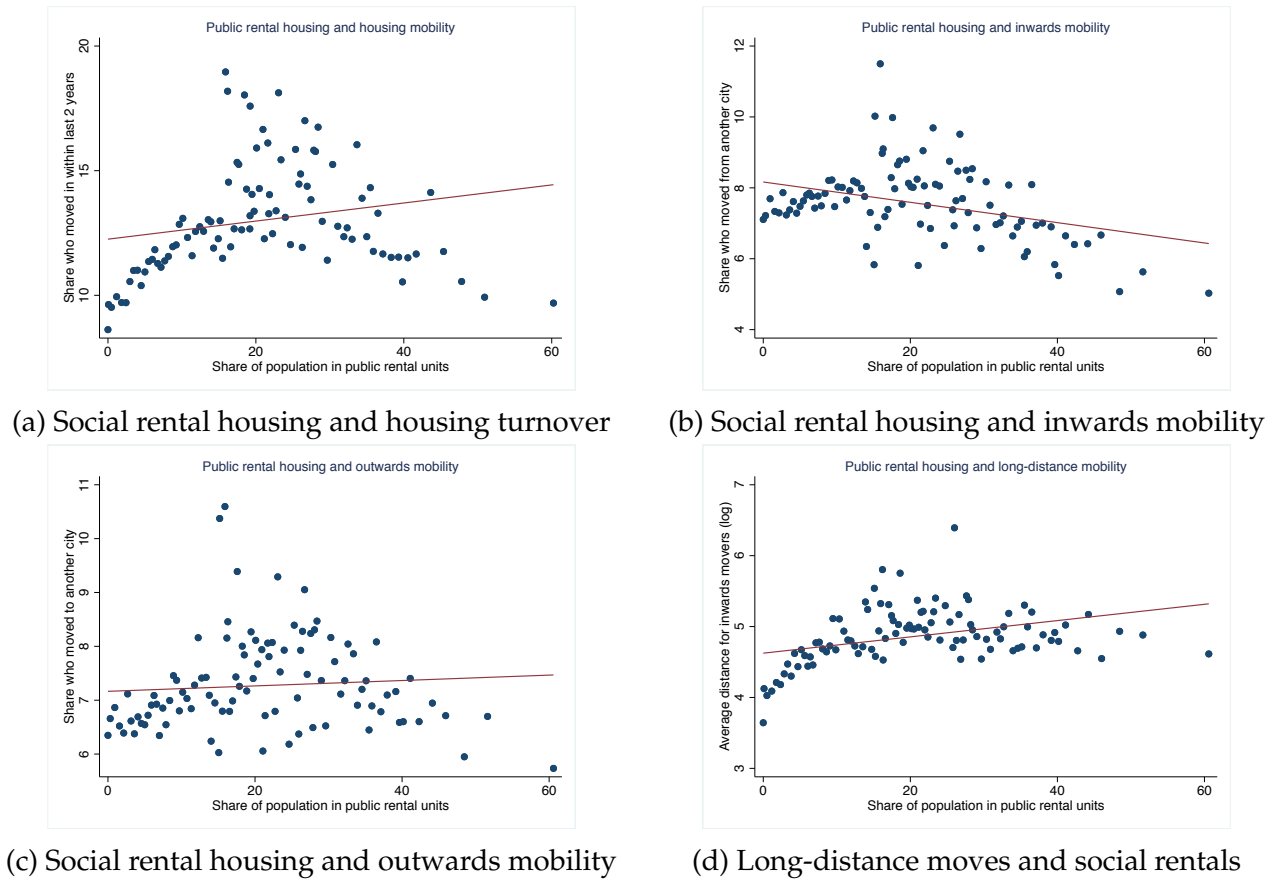 Public rental housing and housing mobility
Share who moved in within last 2 years
20
15
10
0 20 40 60
Share of population in public rental units
(a) Social rental housing and housing turnover
Public rental housing and inwards mobility
Share who moved from another city
12
10
8
6
4
0 20 40 60
Share of population in public rental units
(b) Social rental housing and inwards mobility
Public rental housing and outwards mobility
Share who moved to another city
11
10
9
8
7
6
0 20 40 60
Share of population in public rental units
(c) Social rental housing and outwards mobility
Public rental housing and long-distance mobility
Average distance for inwards movers (log)
7
6
5
4
3
0 20 40 60
Share of population in public rental units
(d) Long-distance moves and social rentals